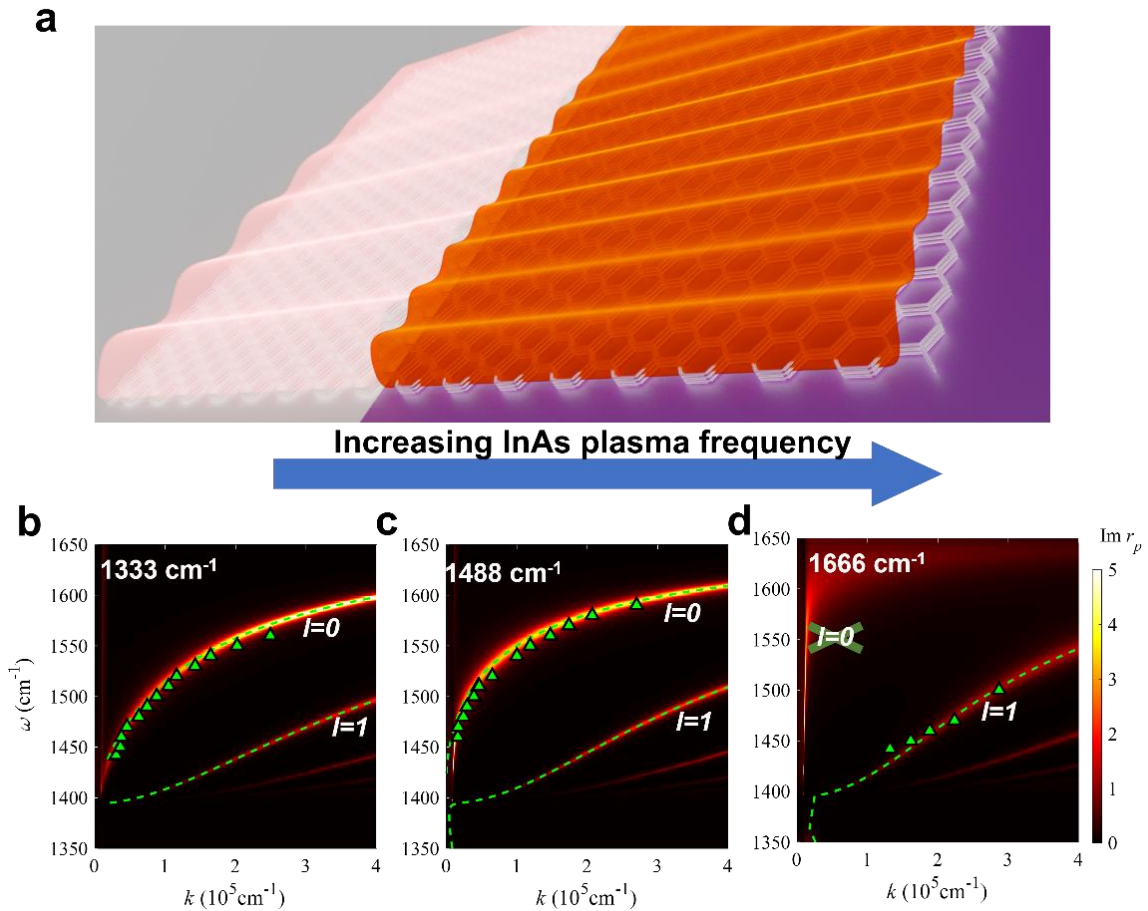 a
Increasing InAs plasma frequency
b
c
d
1333 cm⁻¹
1488 cm⁻¹
1666 cm⁻¹
Im rₚ
l=0
l=0
l=0
l=1
l=1
l=1
ω (cm⁻¹)
1650
1600
1550
1500
1450
1400
1350
1650
1600
1550
1500
1450
1400
1350
1650
1600
1550
1500
1450
1400
1350
5
4
3
2
1
0
0 1 2 3 4
0 1 2 3 4
0 1 2 3 4
k (10⁵cm⁻¹)
k (10⁵cm⁻¹)
k (10⁵cm⁻¹)